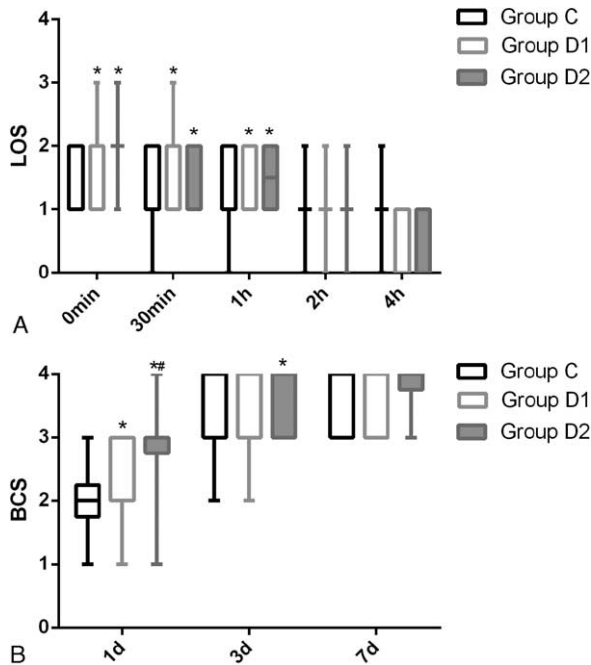 Group C
Group D1
Group D2
4
3
2
1
0
LOS
* * * * * *
0min 30min 1h 2h 4h
A
Group C
Group D1
Group D2
4
3
2
1
0
BCS
* *# *
1d 3d 7d
B